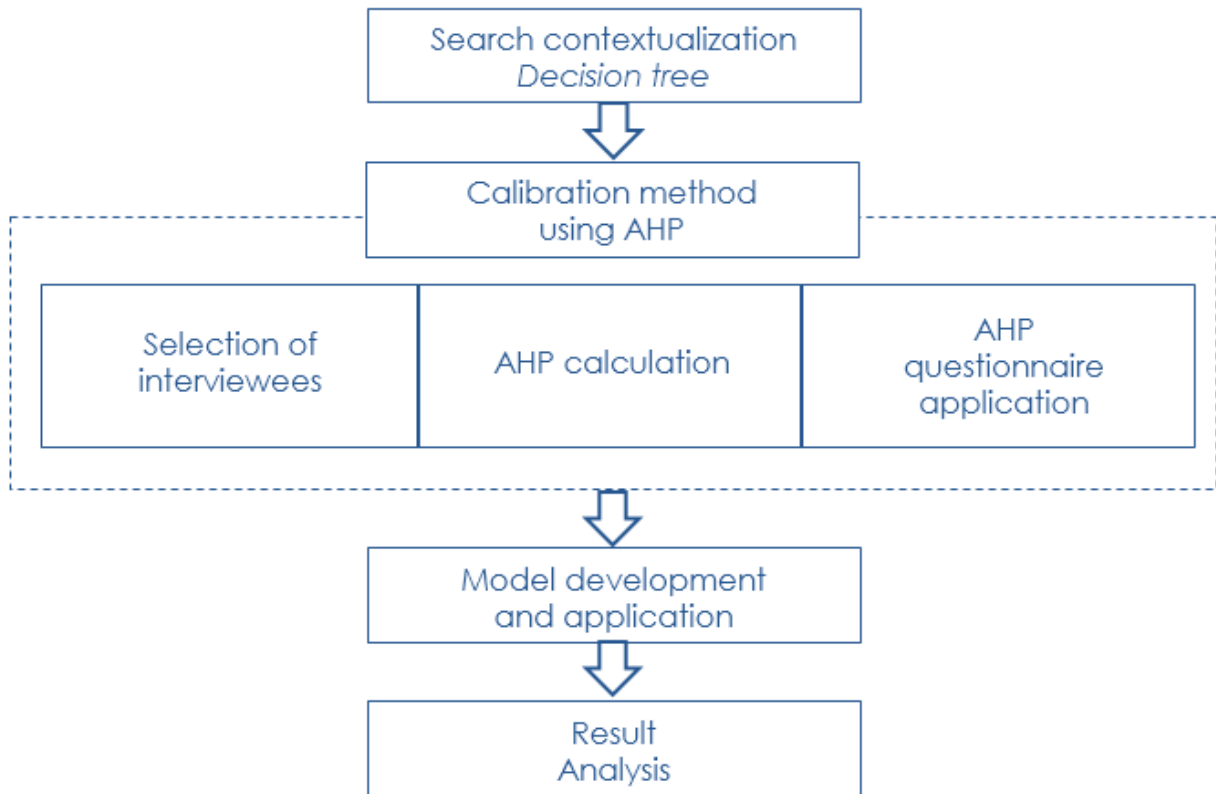 Search contextualization
Decision tree
Calibration method
using AHP
Selection of
interviewees
AHP calculation
AHP
questionnaire
application
Model development
and application
Result
Analysis